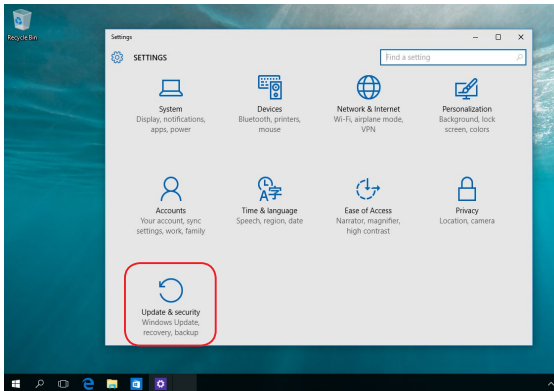 Recycle Bin
Settings
SETTINGS
Find a setting
System
Display, notifications,
apps, power
Devices
Bluetooth, printers,
mouse
Network & Internet
Wi-Fi, airplane mode,
VPN
Personalization
Background, lock
screen, colors
Accounts
Your account, sync
settings, work, family
Time & language
Speech, region, date
Ease of Access
Narrator, magnifier,
high contrast
Privacy
Location, camera
Update & security
Windows Update,
recovery, backup